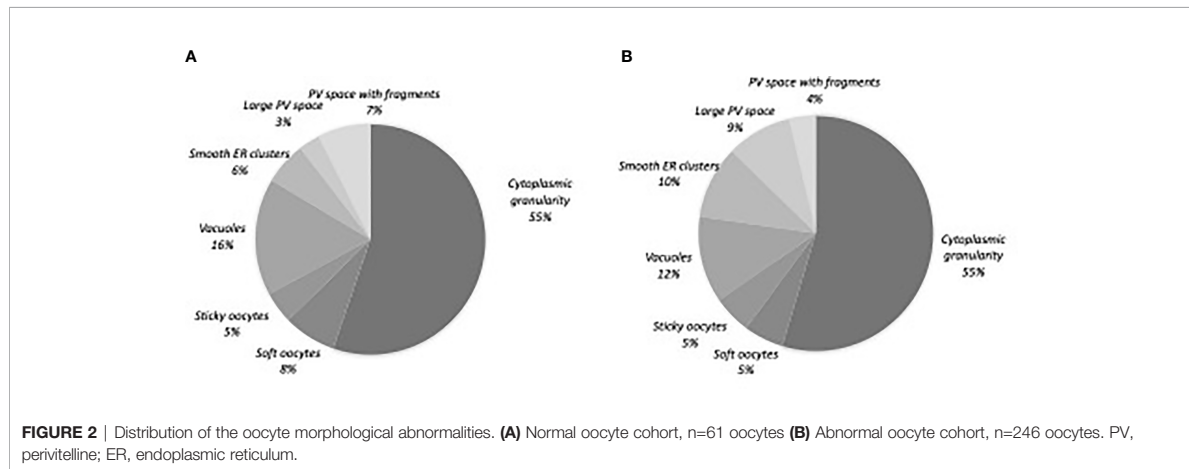 A
PV space with fragments
7%
Large PV space
3%
Smooth ER clusters
6%
Vacuoles
16%
Sticky oocytes
5%
Soft oocytes
8%
Cytoplasmic
granularity
55%
B
PV space with fragments
4%
Large PV space
9%
Smooth ER clusters
10%
Vacuoles
12%
Sticky oocytes
5%
Soft oocytes
5%
Cytoplasmic
granularity
55%
FIGURE 2 | Distribution of the oocyte morphological abnormalities. (A) Normal oocyte cohort, n=61 oocytes (B) Abnormal oocyte cohort, n=246 oocytes. PV,
perivitelline; ER, endoplasmic reticulum.